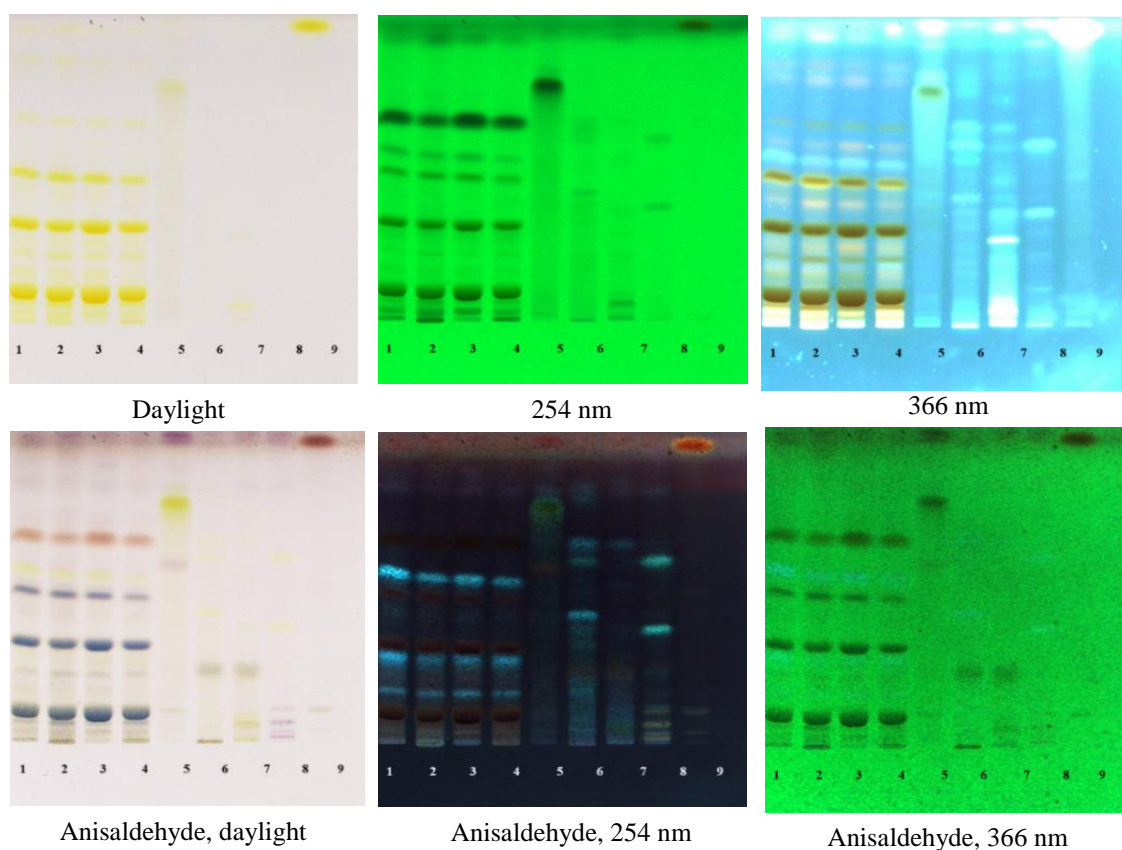 1 2 3 4 5 6 7 8 9
1 2 3 4 5 6 7 8 9
1 2 3 4 5 6 7 8 9
Daylight
254 nm
366 nm
1 2 3 4 5 6 7 8 9
1 2 3 4 5 6 7 8 9
1 2 3 4 5 6 7 8 9
Anisaldehyde, daylight
Anisaldehyde, 254 nm
Anisaldehyde, 366 nm